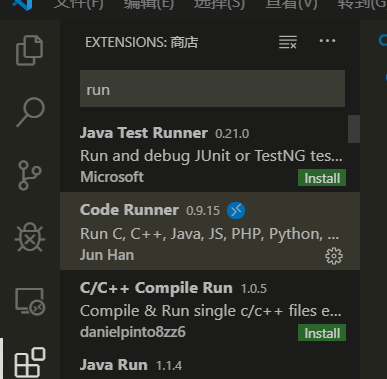 文件(F) 编辑(E) 选择(S) 查看(V) 转到(G
EXTENSIONS: 商店
run
Java Test Runner 0.21.0
Run and debug JUnit or TestNG tes...
Microsoft Install
Code Runner 0.9.15
Run C, C++, Java, JS, PHP, Python, ...
Jun Han
C/C++ Compile Run 1.0.5
Compile & Run single c/c++ files e...
danielpinto8zz6 Install
Java Run 1.1.4